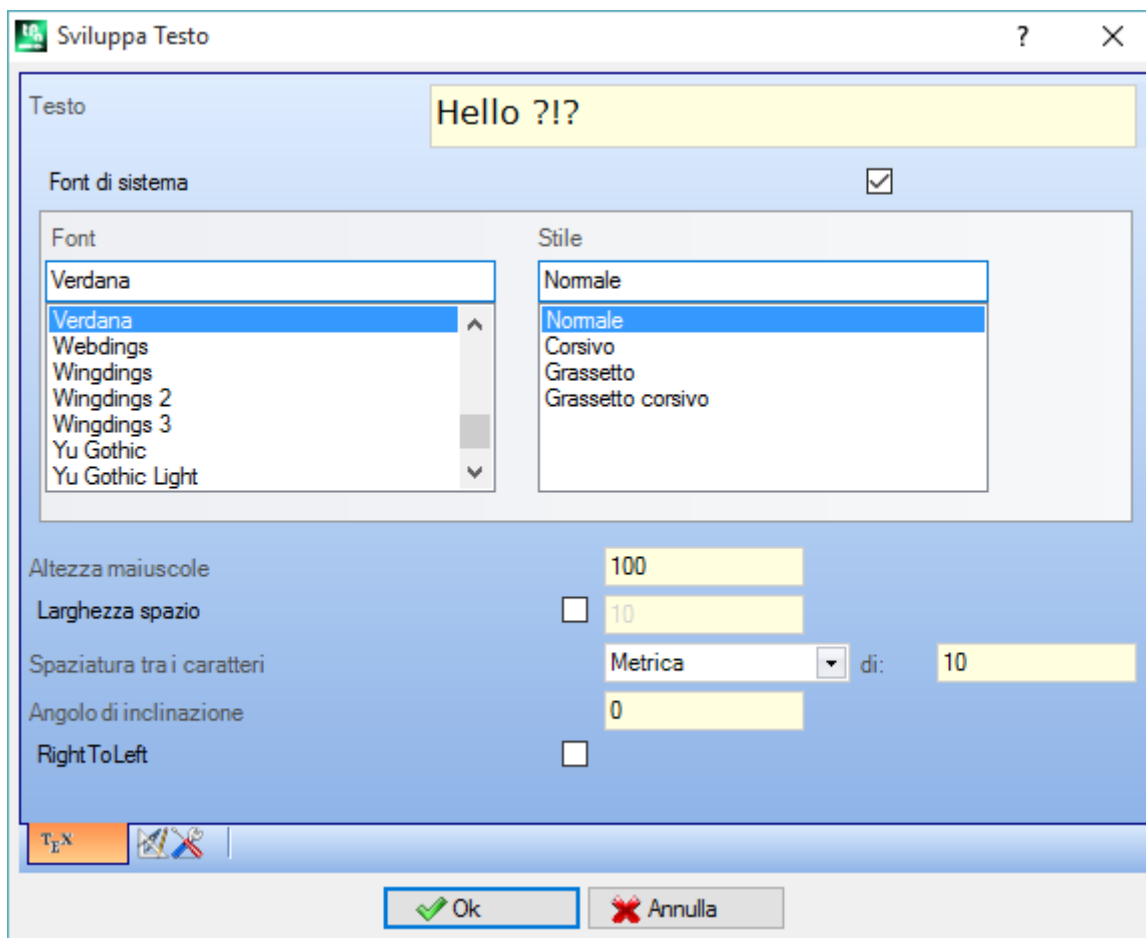 Sviluppa Testo ?
Testo Hello ?!?
Font di sistema
Font Stile
Verdana Normale
Verdana Normale
Webdings Corsivo
Wingdings Grassetto
Wingdings 2 Grassetto corsivo
Wingdings 3
Yu Gothic
Yu Gothic Light
Altezza maiuscole 100
Larghezza spazio 10
Spaziatura tra i caratteri Metrica di: 10
Angolo di inclinazione 0
RightToLeft
TEX
Ok Annulla